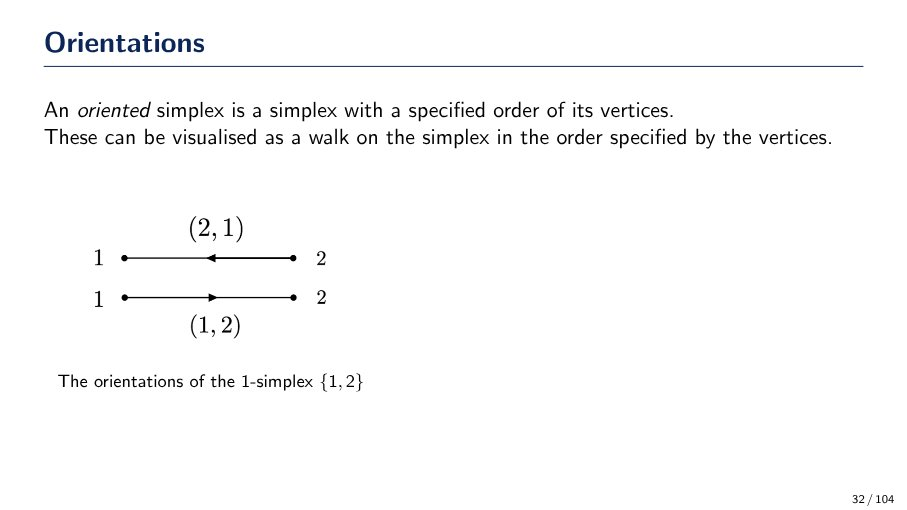 Orientations
An oriented simplex is a simplex with a specified order of its vertices.
These can be visualised as a walk on the simplex in the order specified by the vertices.
(2, 1)
1 2
1 2
(1, 2)
The orientations of the 1-simplex {1, 2}
32 / 104